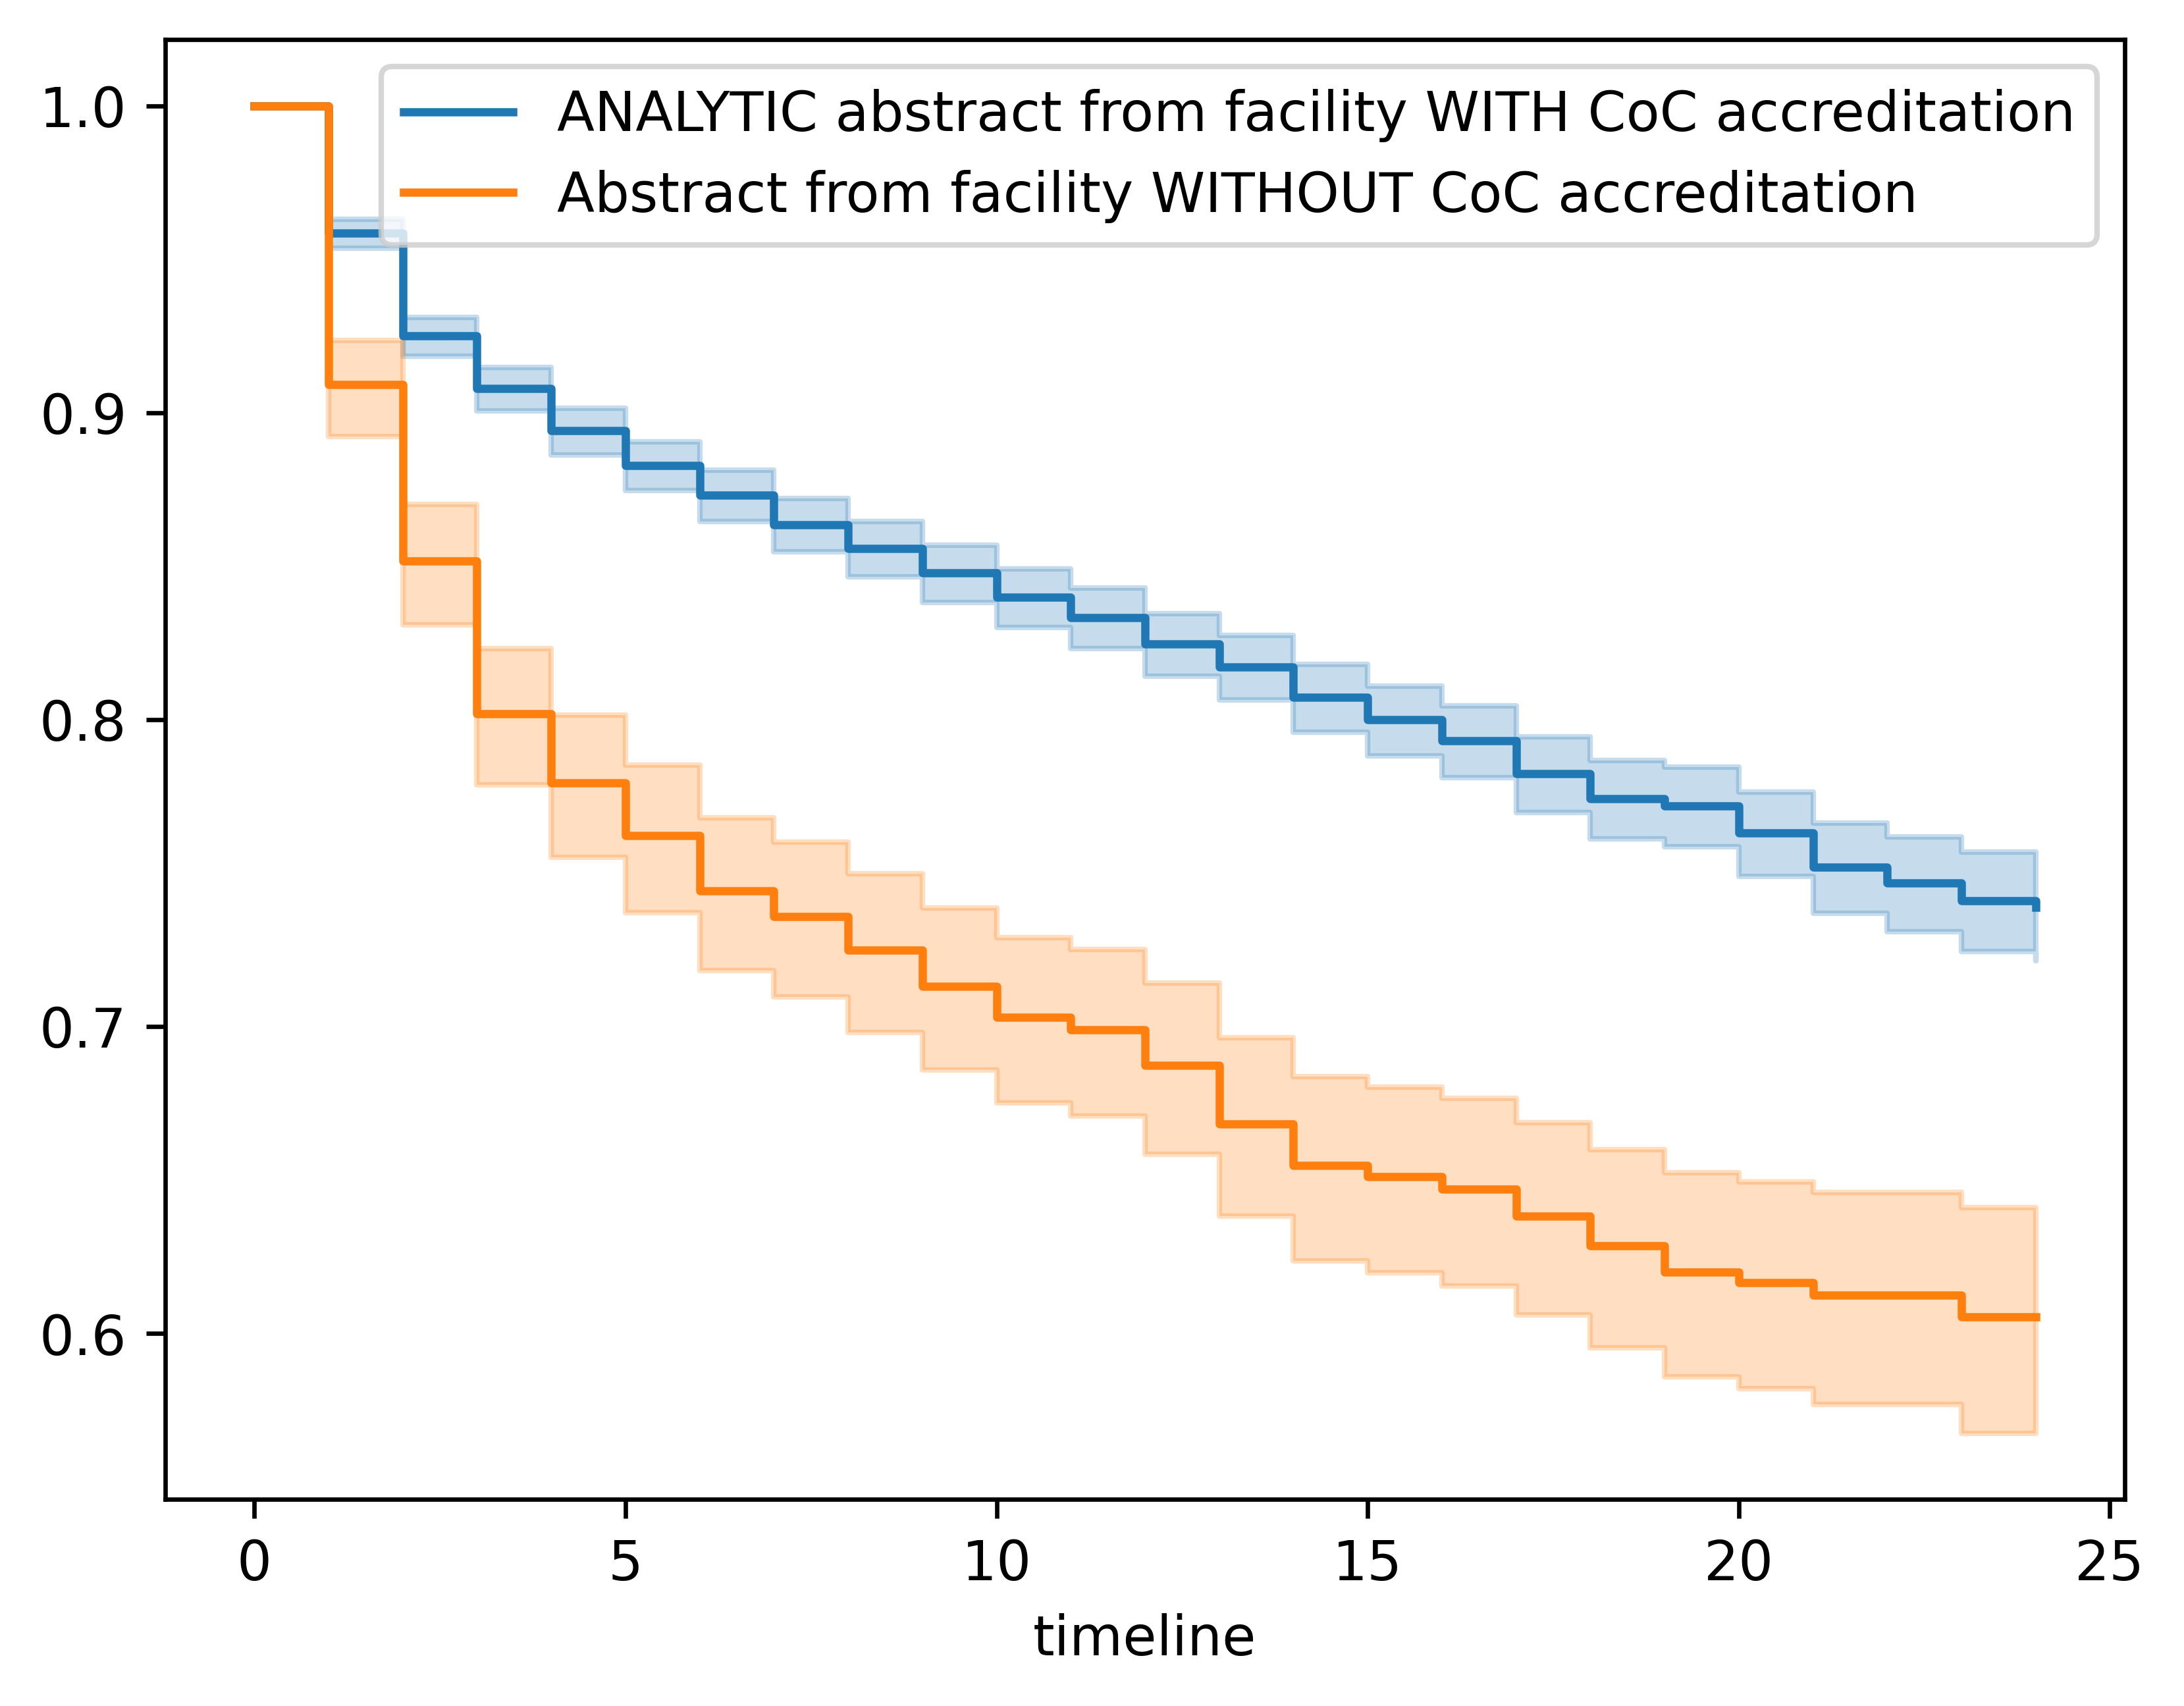 ANALYTIC abstract from facility WITH CoC accreditation
Abstract from facility WITHOUT CoC accreditation
1.0
0.9
0.8
0.7
0.6
0 5 10 15 20 25
timeline